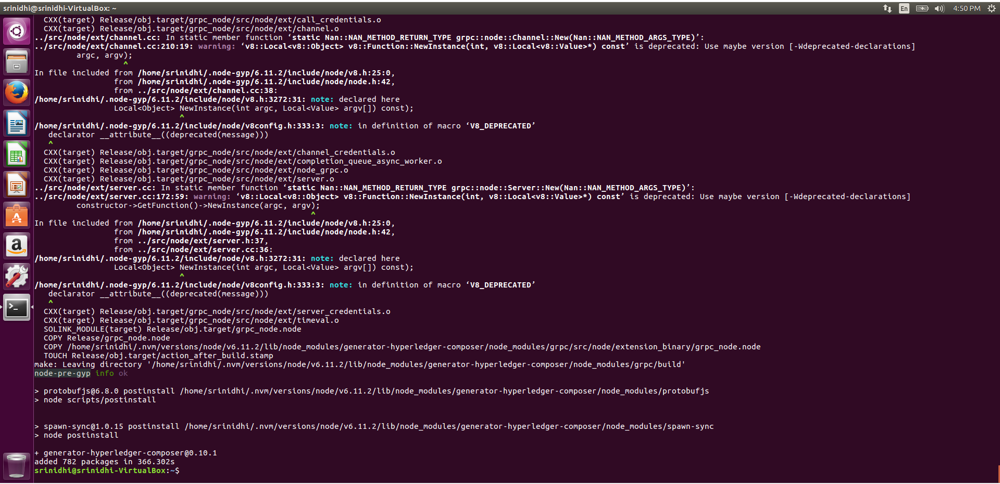 srinidhi@srinidhi-VirtualBox: ~
En
4:50 PM
CXX(target) Release/obj.target/grpc_node/src/node/ext/call_credentials.o
CXX(target) Release/obj.target/grpc_node/src/node/ext/channel.o
../src/node/ext/channel.cc: In static member function ‘static Nan::NAN_METHOD_RETURN_TYPE grpc::node::Channel::New(Nan::NAN_METHOD_ARGS_TYPE)’:
../src/node/ext/channel.cc:210:19: warning: ‘v8::Local<v8::Object> v8::Function::NewInstance(int, v8::Local<v8::Value>*) const’ is deprecated: Use maybe version [-Wdeprecated-declarations]
argc, argv);
^
In file included from /home/srinidhi/.node-gyp/6.11.2/include/node/v8.h:25:0,
from /home/srinidhi/.node-gyp/6.11.2/include/node/node.h:42,
from ../src/node/ext/channel.cc:38:
/home/srinidhi/.node-gyp/6.11.2/include/node/v8.h:3272:31: note: declared here
Local<Object> NewInstance(int argc, Local<Value> argv[]) const);
^
/home/srinidhi/.node-gyp/6.11.2/include/node/v8config.h:333:3: note: in definition of macro ‘V8_DEPRECATED’
declarator __attribute__((deprecated(message)))
^
CXX(target) Release/obj.target/grpc_node/src/node/ext/channel_credentials.o
CXX(target) Release/obj.target/grpc_node/src/node/ext/completion_queue_async_worker.o
CXX(target) Release/obj.target/grpc_node/src/node/ext/node_grpc.o
CXX(target) Release/obj.target/grpc_node/src/node/ext/server.o
../src/node/ext/server.cc: In static member function ‘static Nan::NAN_METHOD_RETURN_TYPE grpc::node::Server::New(Nan::NAN_METHOD_ARGS_TYPE)’:
../src/node/ext/server.cc:172:59: warning: ‘v8::Local<v8::Object> v8::Function::NewInstance(int, v8::Local<v8::Value>*) const’ is deprecated: Use maybe version [-Wdeprecated-declarations]
constructor->GetFunction()->NewInstance(argc, argv);
^
In file included from /home/srinidhi/.node-gyp/6.11.2/include/node/v8.h:25:0,
from /home/srinidhi/.node-gyp/6.11.2/include/node/node.h:42,
from ../src/node/ext/server.h:37,
from ../src/node/ext/server.cc:36:
/home/srinidhi/.node-gyp/6.11.2/include/node/v8.h:3272:31: note: declared here
Local<Object> NewInstance(int argc, Local<Value> argv[]) const);
^
/home/srinidhi/.node-gyp/6.11.2/include/node/v8config.h:333:3: note: in definition of macro ‘V8_DEPRECATED’
declarator __attribute__((deprecated(message)))
^
CXX(target) Release/obj.target/grpc_node/src/node/ext/server_credentials.o
CXX(target) Release/obj.target/grpc_node/src/node/ext/timeval.o
SOLINK_MODULE(target) Release/obj.target/grpc_node.node
COPY Release/grpc_node.node
COPY /home/srinidhi/.nvm/versions/node/v6.11.2/lib/node_modules/generator-hyperledger-composer/node_modules/grpc/src/node/extension_binary/grpc_node.node
TOUCH Release/obj.target/action_after_build.stamp
make: Leaving directory '/home/srinidhi/.nvm/versions/node/v6.11.2/lib/node_modules/generator-hyperledger-composer/node_modules/grpc/build'
node-pre-gyp info ok
> protobufjs@6.8.0 postinstall /home/srinidhi/.nvm/versions/node/v6.11.2/lib/node_modules/generator-hyperledger-composer/node_modules/protobufjs
> node scripts/postinstall
> spawn-sync@1.0.15 postinstall /home/srinidhi/.nvm/versions/node/v6.11.2/lib/node_modules/generator-hyperledger-composer/node_modules/spawn-sync
> node postinstall
+ generator-hyperledger-composer@0.10.1
added 782 packages in 366.302s
srinidhi@srinidhi-VirtualBox:~$